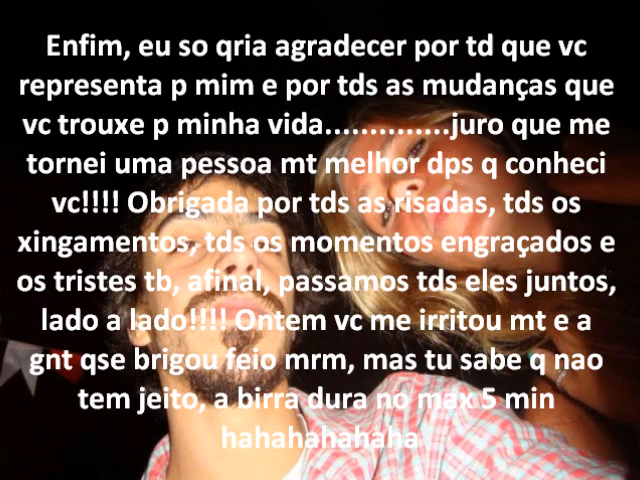 Enfim, eu so qria agradecer por td que vc
representa p mim e por tds as mudanças que
vc trouxe p minha vida..............juro que me
tornei uma pessoa mt melhor dps q conheci
vc!!!! Obrigada por tds as risadas, tds os
xingamentos, tds os momentos engraçados e
os tristes tb, afinal, passamos tds eles juntos,
lado a lado!!!! Ontem vc me irritou mt e a
gnt qse brigou feio mrm, mas tu sabe q nao
tem jeito, a birra dura no max 5 min
hahahahahaha